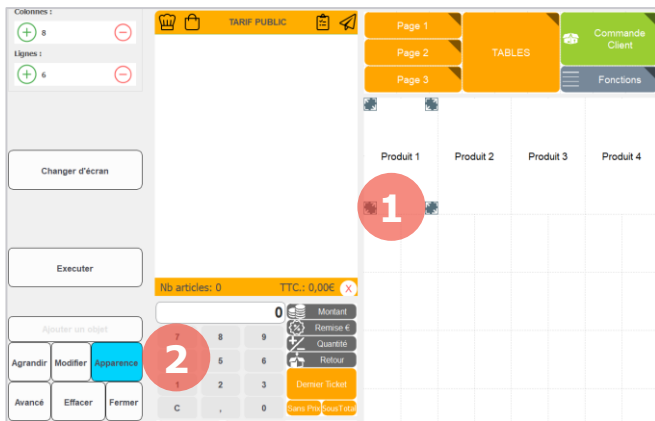 Colonnes :
8
Lignes :
6
Changer d'écran
Executer
Ajouter un objet
Agrandir Modifier Apparence
Avancé Effacer Fermer
TARIF PUBLIC
Nb articles: 0 TTC.: 0,00€ X
0
7 8 9
5 6
1 2 3
C , 0
Montant
Remise €
Quantité
Retour
Dernier Ticket
Sans Prix SousTotal
2
Page 1
Page 2
Page 3
TABLES
Commande
Client
Fonctions
Produit 1 Produit 2 Produit 3 Produit 4
1